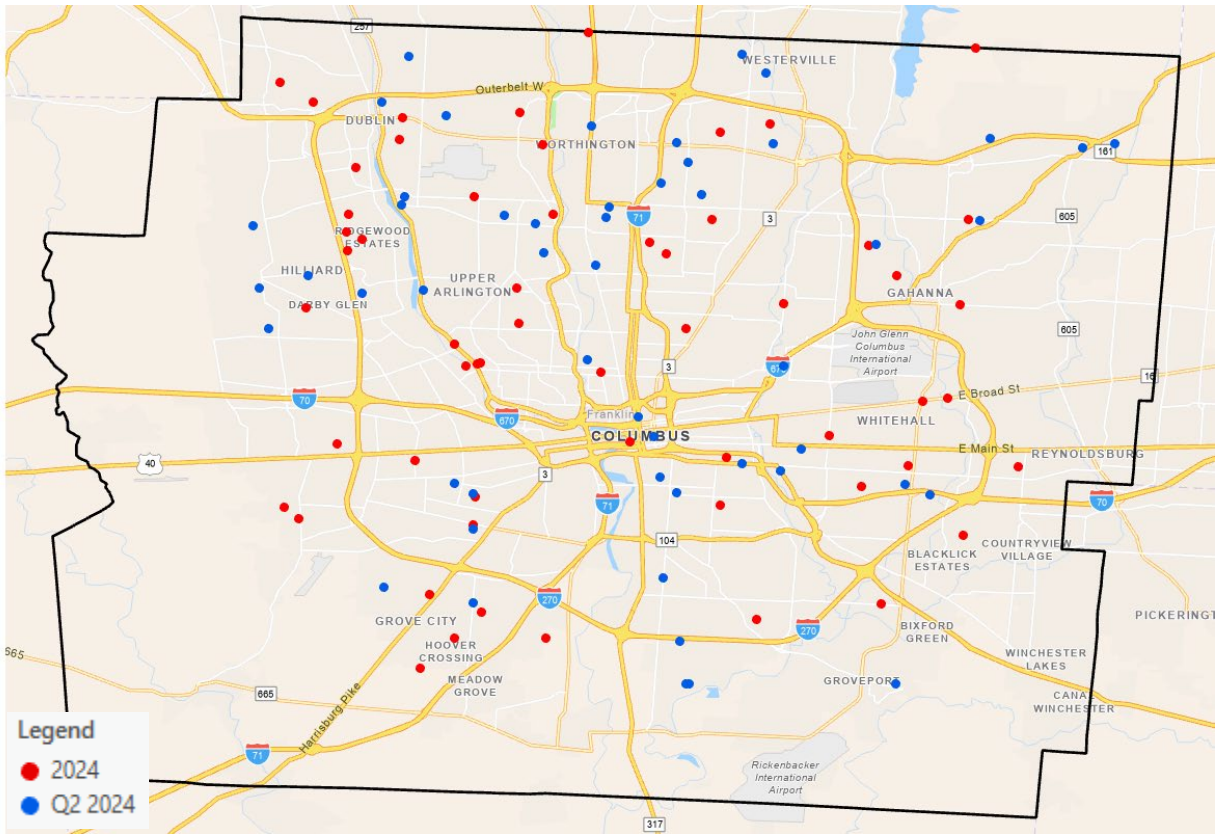 257
WESTERVILLE
Outerbelt W
DUBLIN
WORTHINGTON
161
71
3
605
RIDGEWOOD
ESTATES
HILLIARD
UPPER
ARLINGTON
DARBY GLEN
GAHANNA
605
John Glenn
Columbus
International
Airport
3
670
16
70
E Broad St
670
Franklin
WHITEHALL
COLUMBUS
E Main St
REYNOLDSBURG
40
3
71
70
104
COUNTRYVIEW
VILLAGE
BLACKLICK
ESTATES
270
GROVE CITY
PICKERINGT
BIXFORD
GREEN
270
HOOVER
CROSSING
WINCHESTER
LAKES
665
MEADOW
GROVE
GROVEPORT
665
CANAL
WINCHESTER
Harrisburg Pike
Legend
71
2024
Rickenbacker
International
Airport
Q2 2024
317